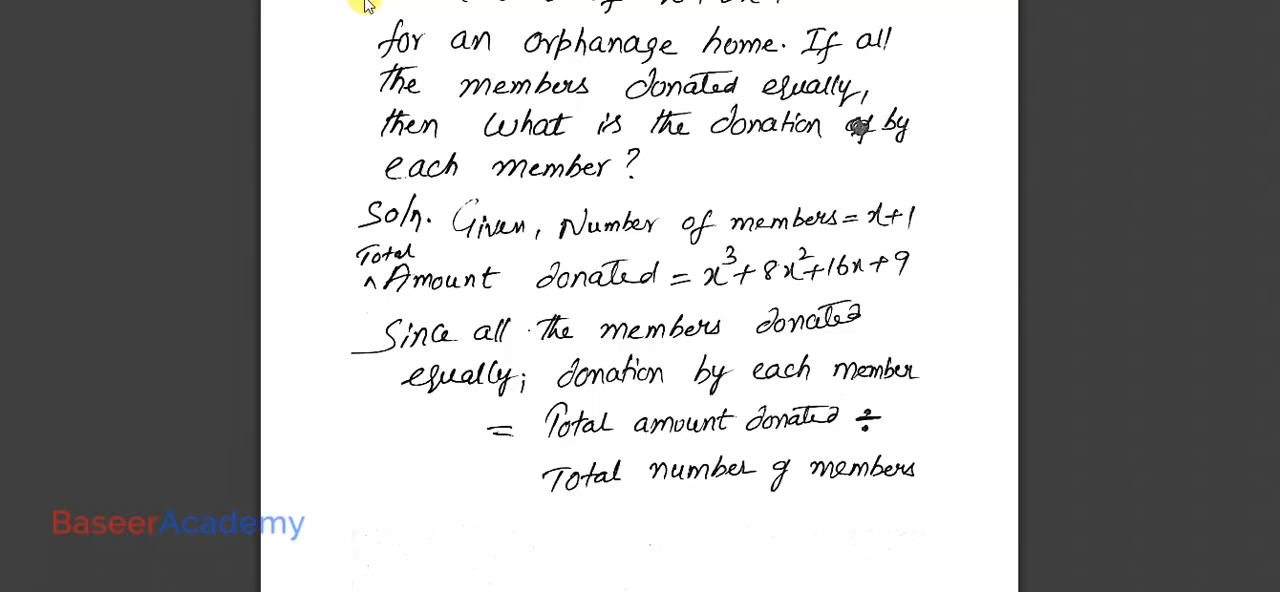 for an orphanage home. If all
the members donated equally,
then what is the donation by
each member?
Soln. Given, Number of members = x+1
Total
^ Amount donated = x³+8x²+16x+9
Since all the members donated
equally; donation by each member
= Total amount donated ÷
Total number of members
BaseerAcademy